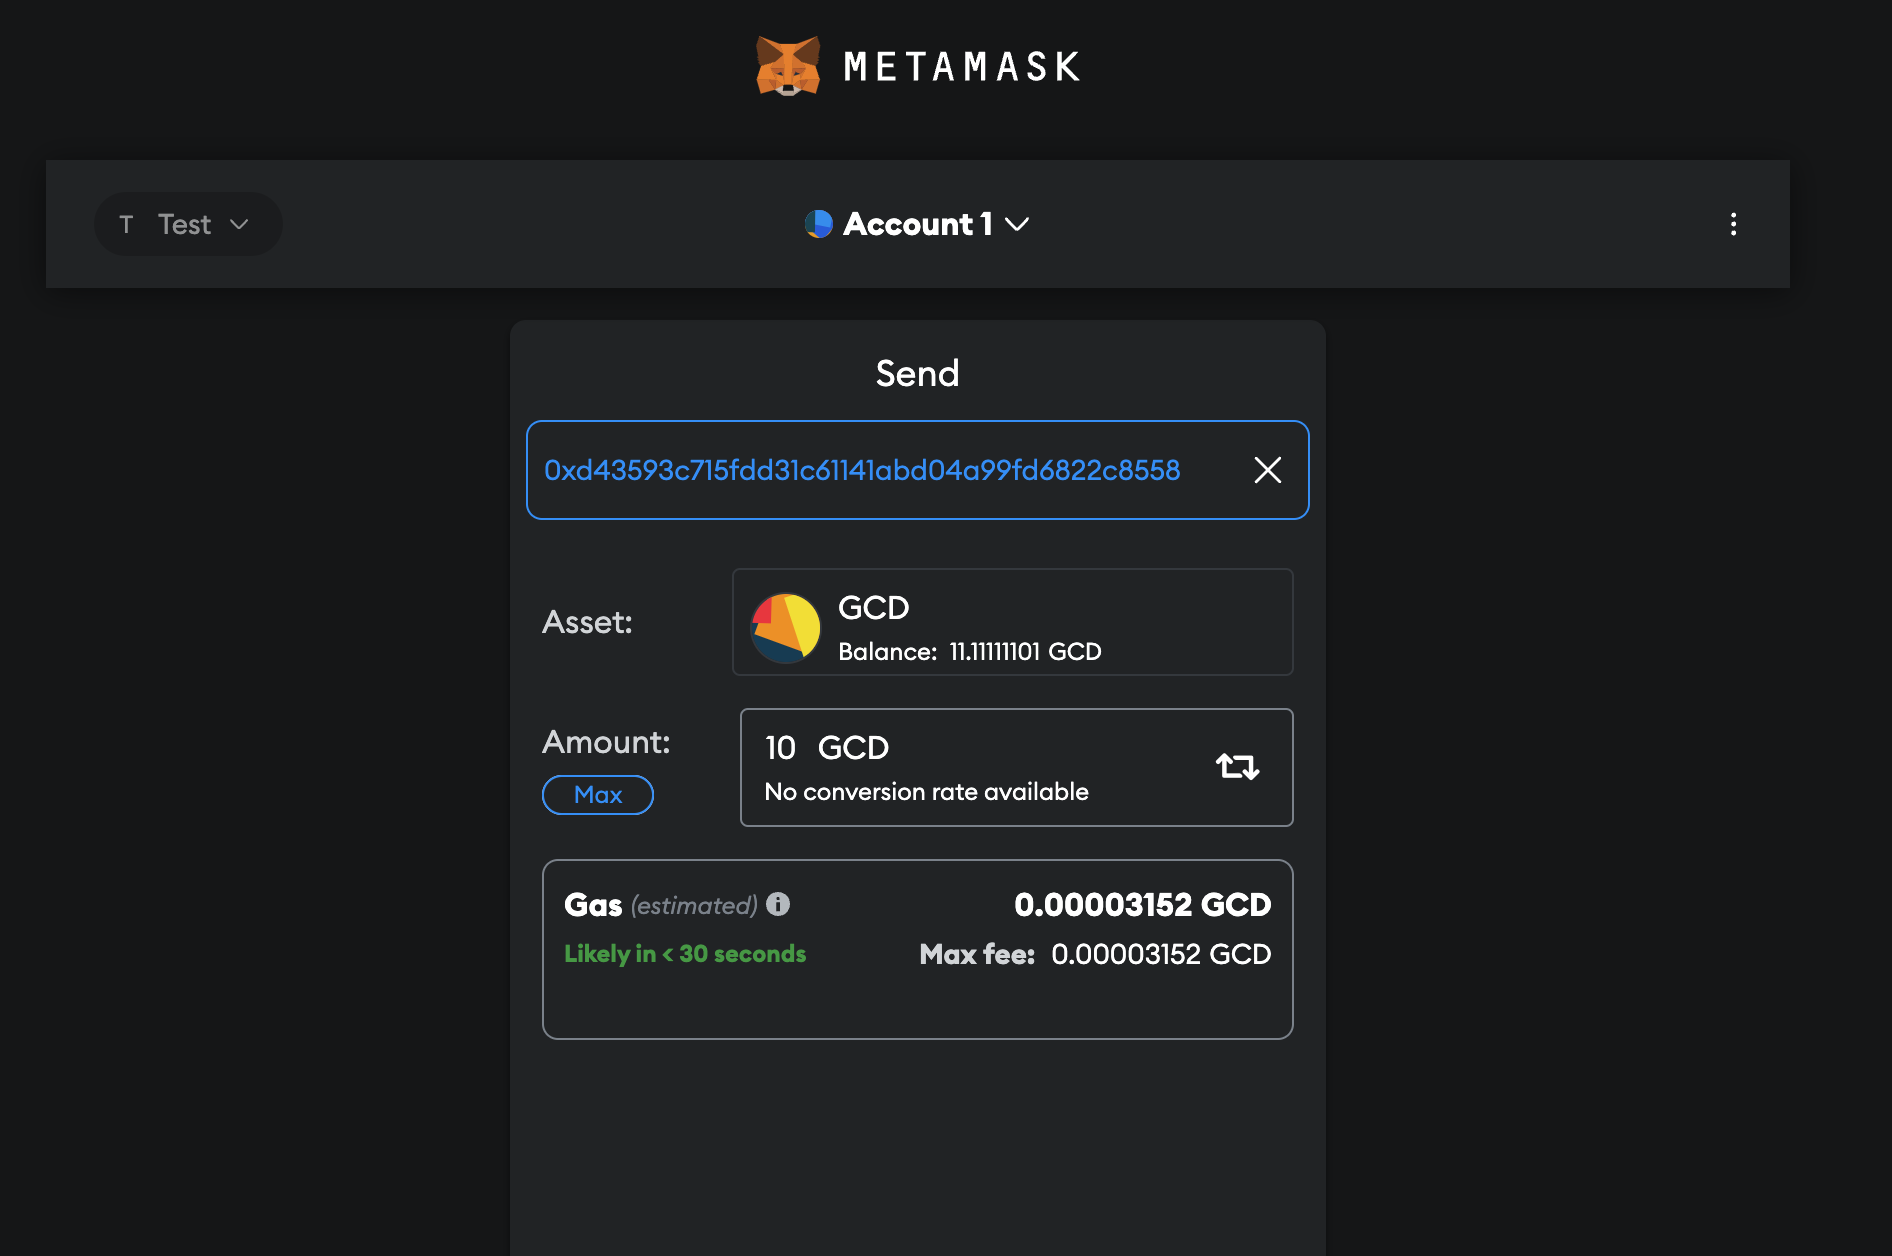 METAMASK
T Test
Account 1
Send
0xd43593c715fdd31c61141abd04a99fd6822c8558
Asset:
GCD
Balance: 11.11111101 GCD
Amount:
Max
10 GCD
No conversion rate available
Gas (estimated) 0.00003152 GCD
Likely in < 30 seconds Max fee: 0.00003152 GCD